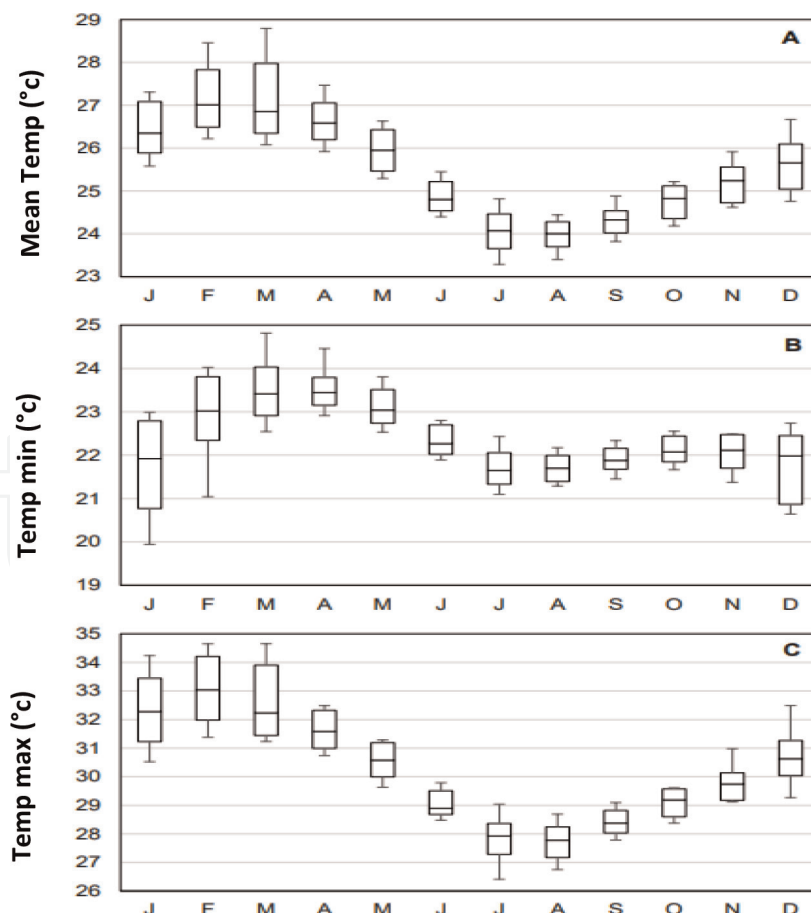 Mean Temp (°c)
A
29
28
27
26
25
24
23
J F M A M J J A S O N D
Temp min (°c)
B
25
24
23
22
21
20
19
J F M A M J J A S O N D
Temp max (°c)
C
35
34
33
32
31
30
29
28
27
26
J F M A M J J A S O N D